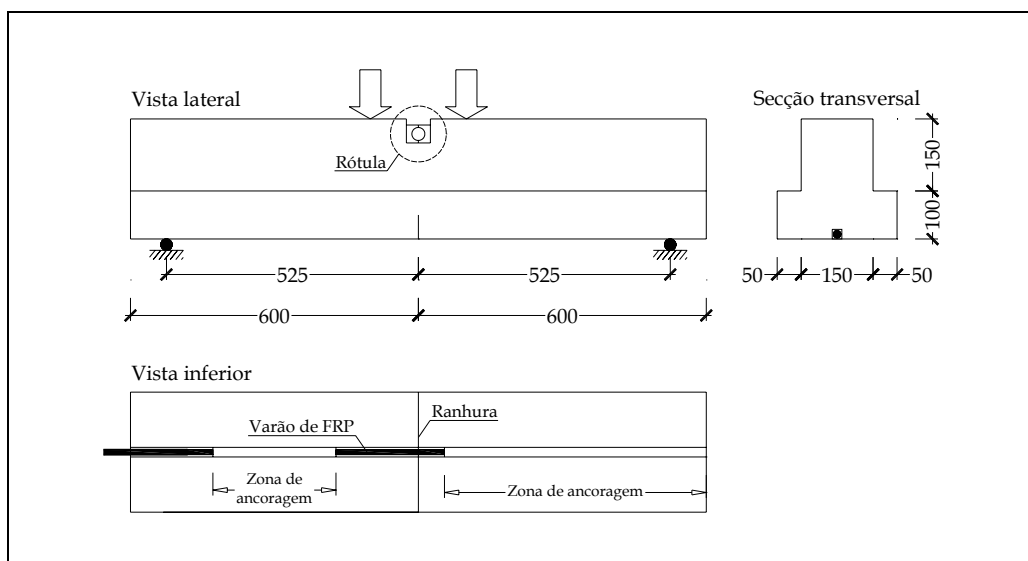 Vista lateral
Secção transversal
Rótula
150
100
525
525
50
150
50
600
600
Vista inferior
Ranhura
Varão de FRP
Zona de
ancoragem
Zona de ancoragem